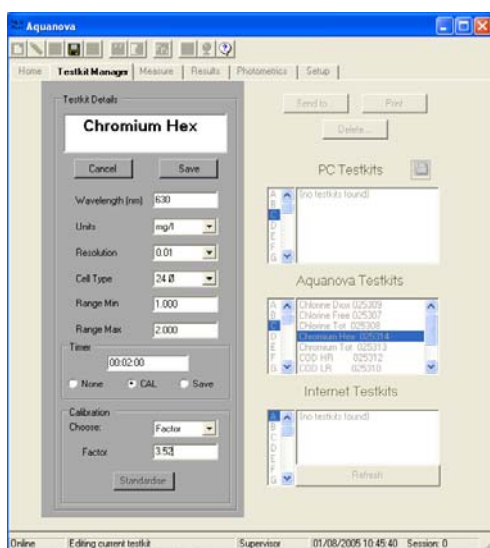 Aquanova
Home Testkit Manager Measure Results Photometrics Setup
Testkit Details
Chromium Hex
Cancel Save
Wavelength (nm) 630
Units mg/l
Resolution 0.01
Cell Type 24 Ø
Range Min 1.000
Range Max 2.000
Timer
00:02:00
None CAL Save
Calibration
Choose: Factor
Factor 3.52
Standardise
Send to... Print
Delete...
PC Testkits
A
B
C
D
E
F
G
(no testkits found)
Aquanova Testkits
A
B
C
D
E
F
G
Chlorine Diox 025309
Chlorine Free 025307
Chlorine Tot 025308
Chromium Hex 025314
Chromium Tot 025313
COD HR 025312
COD LR 025310
Internet Testkits
A
B
C
D
E
F
G
(no testkits found)
Refresh
Online Editing current testkit Supervisor 01/08/2005 10:45:40 Session: 0